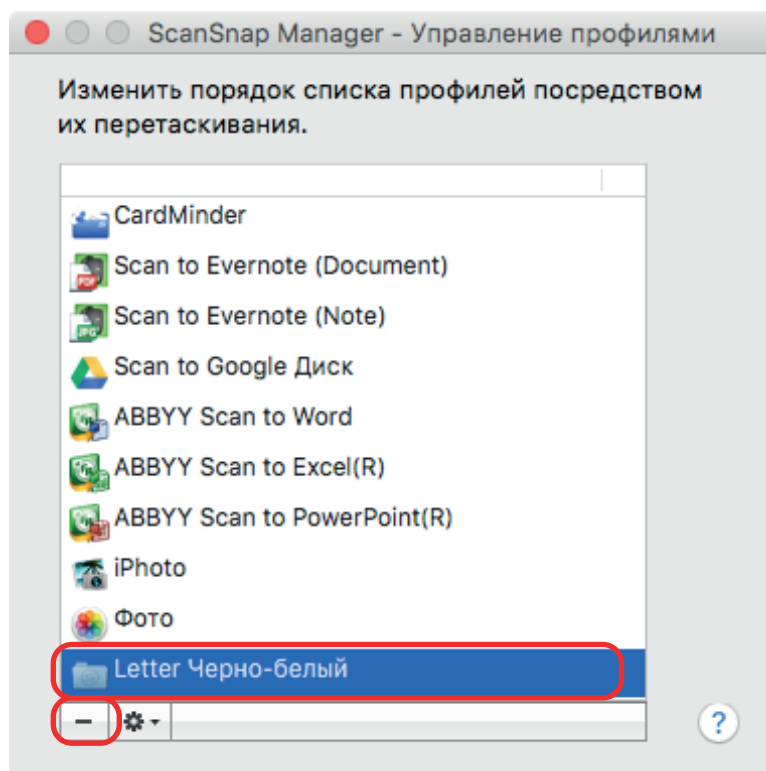 ScanSnap Manager - Управление профилями
Изменить порядок списка профилей посредством
их перетаскивания.
CardMinder
Scan to Evernote (Document)
Scan to Evernote (Note)
Scan to Google Диск
ABBYY Scan to Word
ABBYY Scan to Excel(R)
ABBYY Scan to PowerPoint(R)
iPhoto
Фото
Letter Черно-белый
?